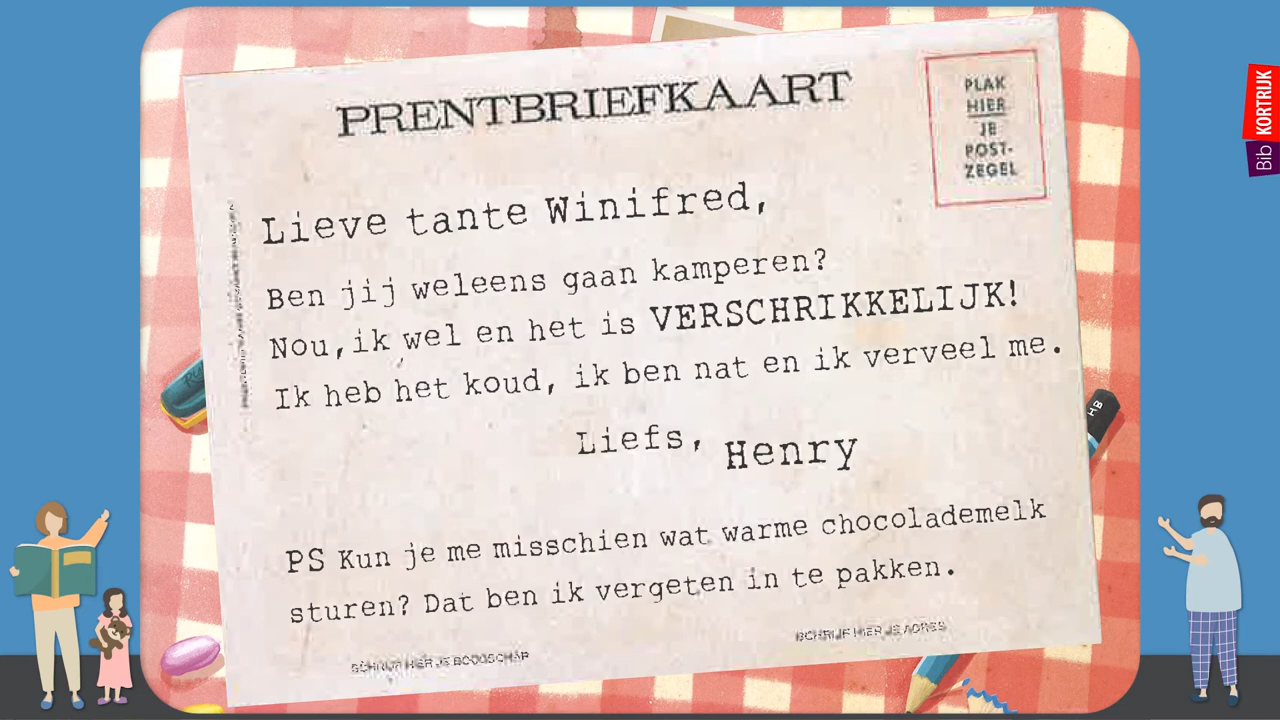 PRENTBRIEFKAART
PLAK
HIER
JE
POST-
ZEGEL
Lieve tante Winifred,
Ben jij weleens gaan kamperen?
Nou, ik wel en het is VERSCHRIKKELIJK!
Ik heb het koud, ik ben nat en ik verveel me.
Liefs, Henry
PS Kun je me misschien wat warme chocolademelk
sturen? Dat ben ik vergeten in te pakken.
SCHRIJF HIER JE BOODSCHAP
SCHRIJF HIER JE ADRES
HB
Bib KORTRIJK